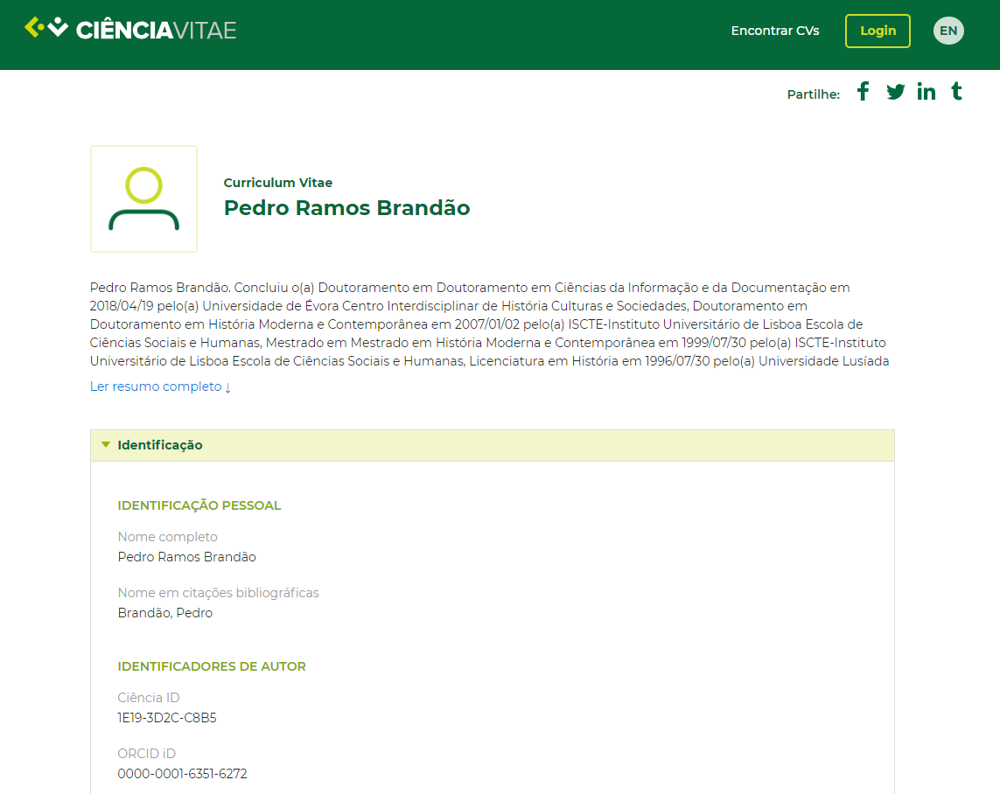 CIÊNCIAVITAE
Encontrar CVs
Login
EN
Partilhe:
Curriculum Vitae
Pedro Ramos Brandão
Pedro Ramos Brandão. Concluiu o(a) Doutoramento em Doutoramento em Ciências da Informação e da Documentação em
2018/04/19 pelo(a) Universidade de Évora Centro Interdisciplinar de História Culturas e Sociedades, Doutoramento em
Doutoramento em História Moderna e Contemporânea em 2007/01/02 pelo(a) ISCTE-Instituto Universitário de Lisboa Escola de
Ciências Sociais e Humanas, Mestrado em Mestrado em História Moderna e Contemporânea em 1999/07/30 pelo(a) ISCTE-Instituto
Universitário de Lisboa Escola de Ciências Sociais e Humanas, Licenciatura em História em 1996/07/30 pelo(a) Universidade Lusíada
Ler resumo completo ↓
Identificação
IDENTIFICAÇÃO PESSOAL
Nome completo
Pedro Ramos Brandão
Nome em citações bibliográficas
Brandão, Pedro
IDENTIFICADORES DE AUTOR
Ciência ID
1E19-3D2C-C8B5
ORCID iD
0000-0001-6351-6272